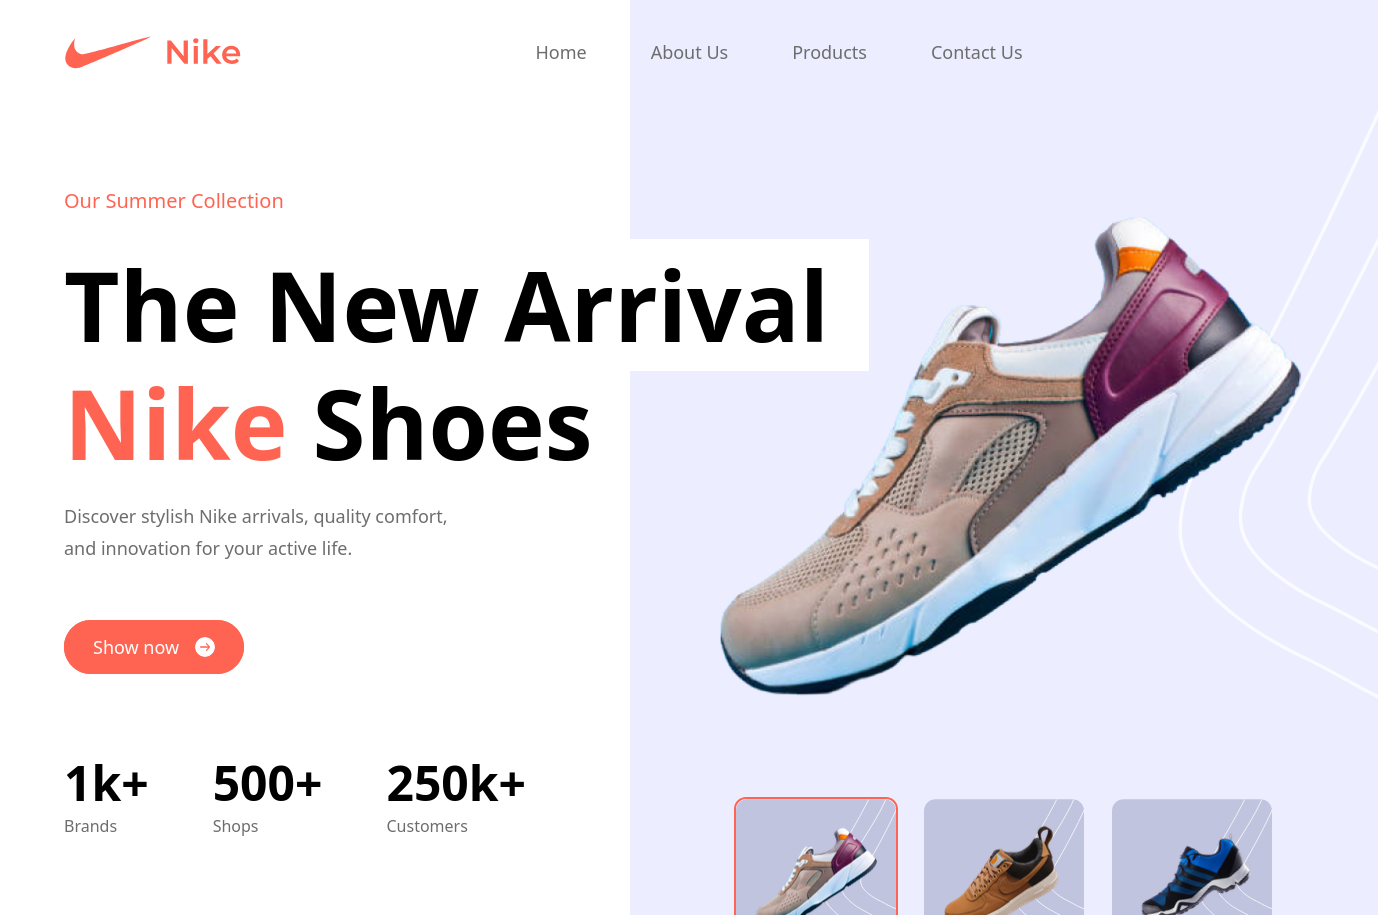 Nike
Home
About Us
Products
Contact Us
Our Summer Collection
The New Arrival
Nike Shoes
Discover stylish Nike arrivals, quality comfort,
and innovation for your active life.
Show now
1k+
Brands
500+
Shops
250k+
Customers